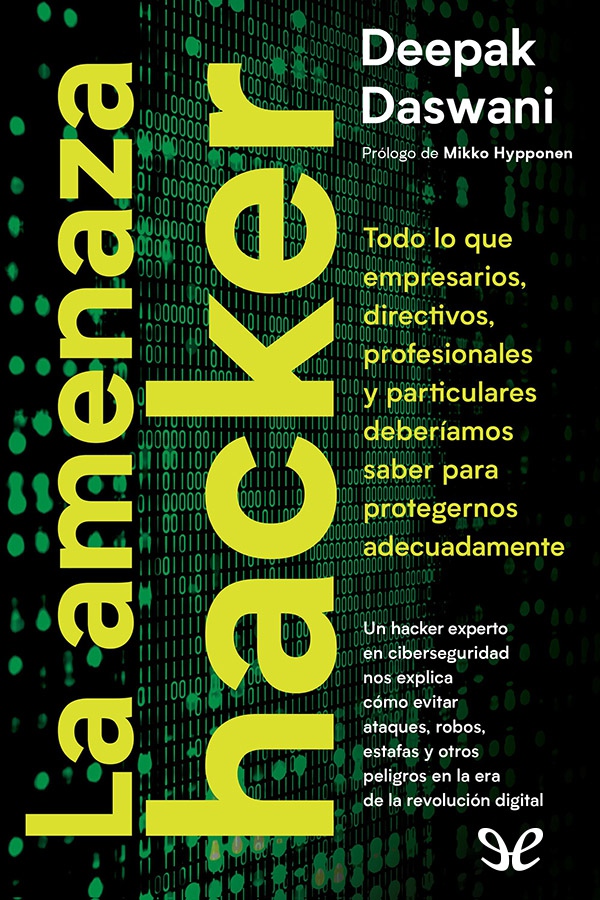 Deepak
Daswani
Prólogo de Mikko Hypponen
La amenaza
hacker
Todo lo que
empresarios,
directivos,
profesionales
y particulares
deberíamos
saber para
protegernos
adecuadamente
Un hacker experto
en ciberseguridad
nos explica
cómo evitar
ataques, robos,
estafas y otros
peligros en la era
de la revolución digital